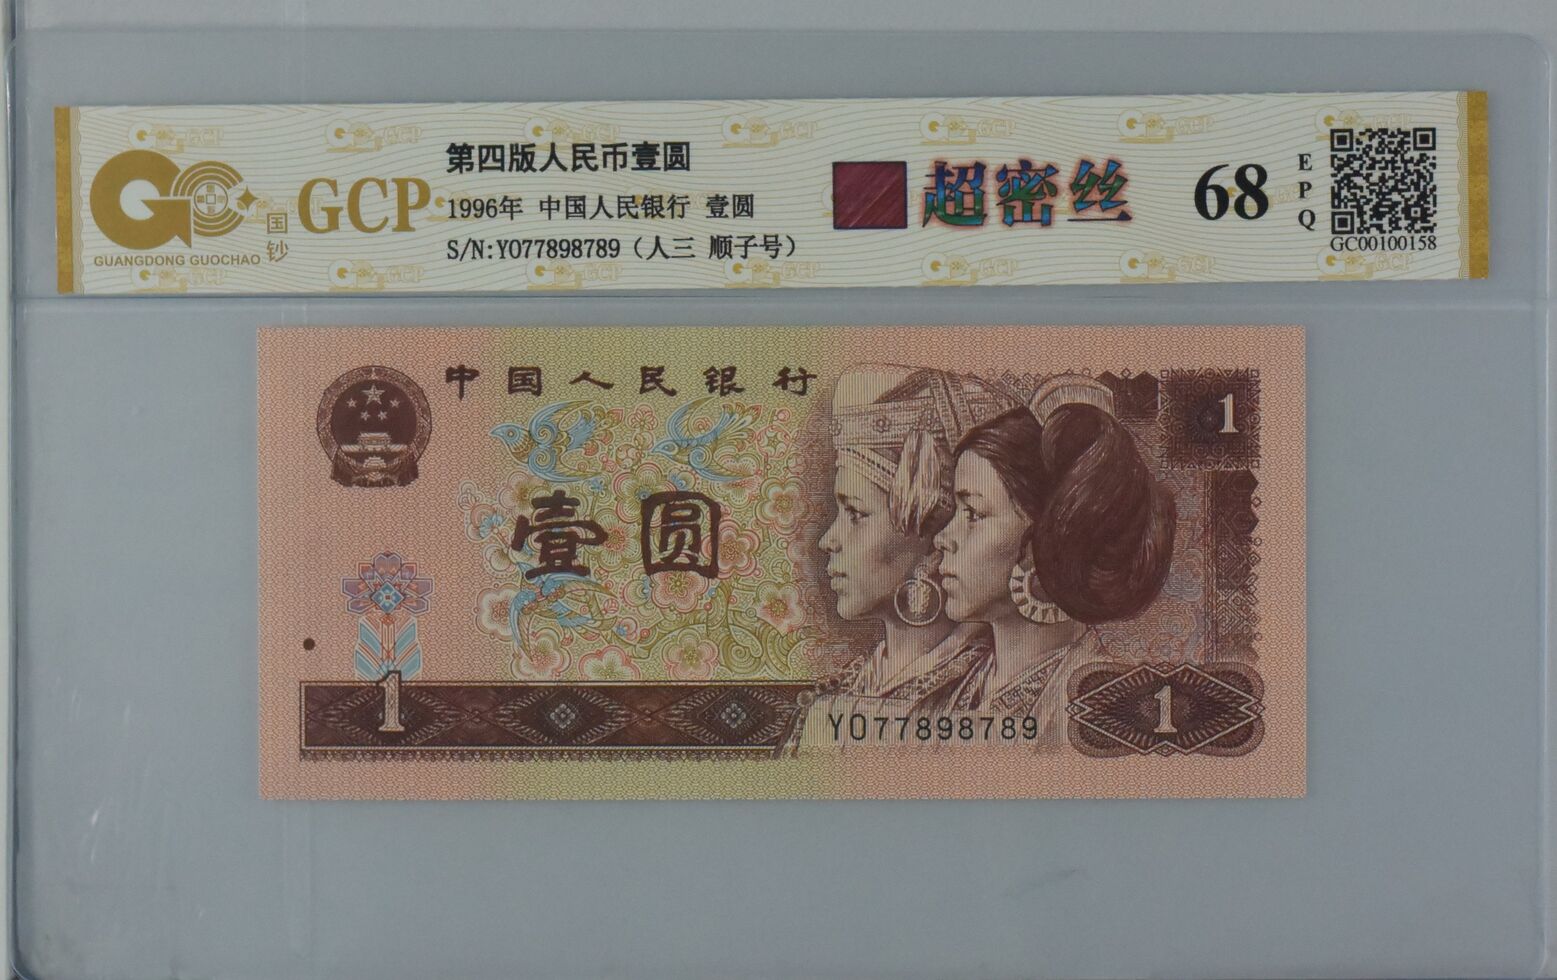 第四版人民币壹圆
1996年 中国人民银行 壹圆
S/N:Y077898789（人三 顺子号）
GCP
国钞
GUANGDONG GUOCHAO
超密丝
68
EPQ
GC00100158
中国人民银行
1
壹圆
1
Y077898789
1